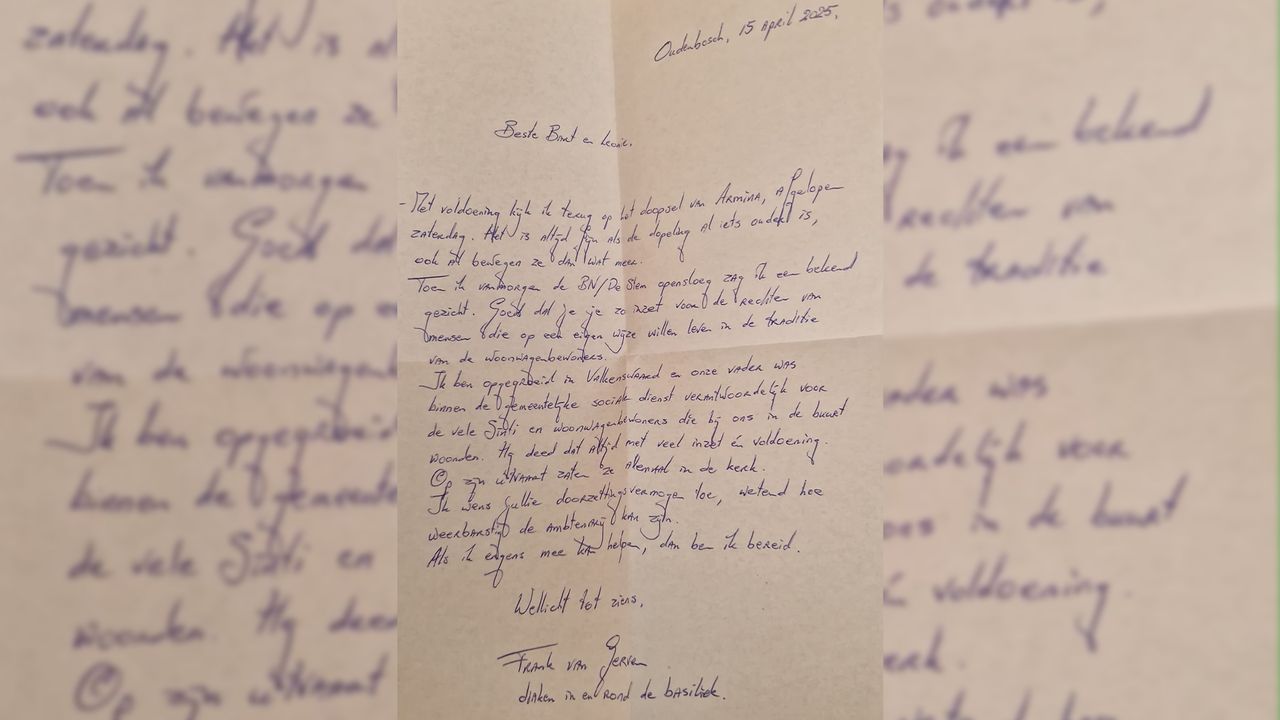 Oudenbosch, 15 April 2025.
Beste Bart en Leonie,
- Met voldoening kijk ik terug op het doopsel van Armina, afgelopen
zaterdag. Het is altijd fijn als de dopeling al iets ouder is,
ook al bewegen ze dan wat meer.
Toen ik vanmorgen de BN/De Stem opensloeg zag ik een bekend
gezicht. Goed dat je je zo inzet voor de rechten van
mensen die op een eigen wijze willen leven in de traditie
van de woonwagenbewoners.
Ik ben opgegroeid in Valkenswaard en onze vader was
binnen de gemeentelijke sociale dienst verantwoordelijk voor
de vele Sinti en woonwagenbewoners die bij ons in de buurt
woonden. Hij deed dat altijd met veel inzet én voldoening.
Op zijn uitvaart zaten ze allemaal in de kerk.
Ik wens jullie doorzettingsvermogen toe, wetend hoe
weerbarstig de ambtenarij kan zijn.
Als ik ergens mee kan helpen, dan ben ik bereid.
Wellicht tot ziens,
Frank van Gerven
diaken in en rond de basiliek.